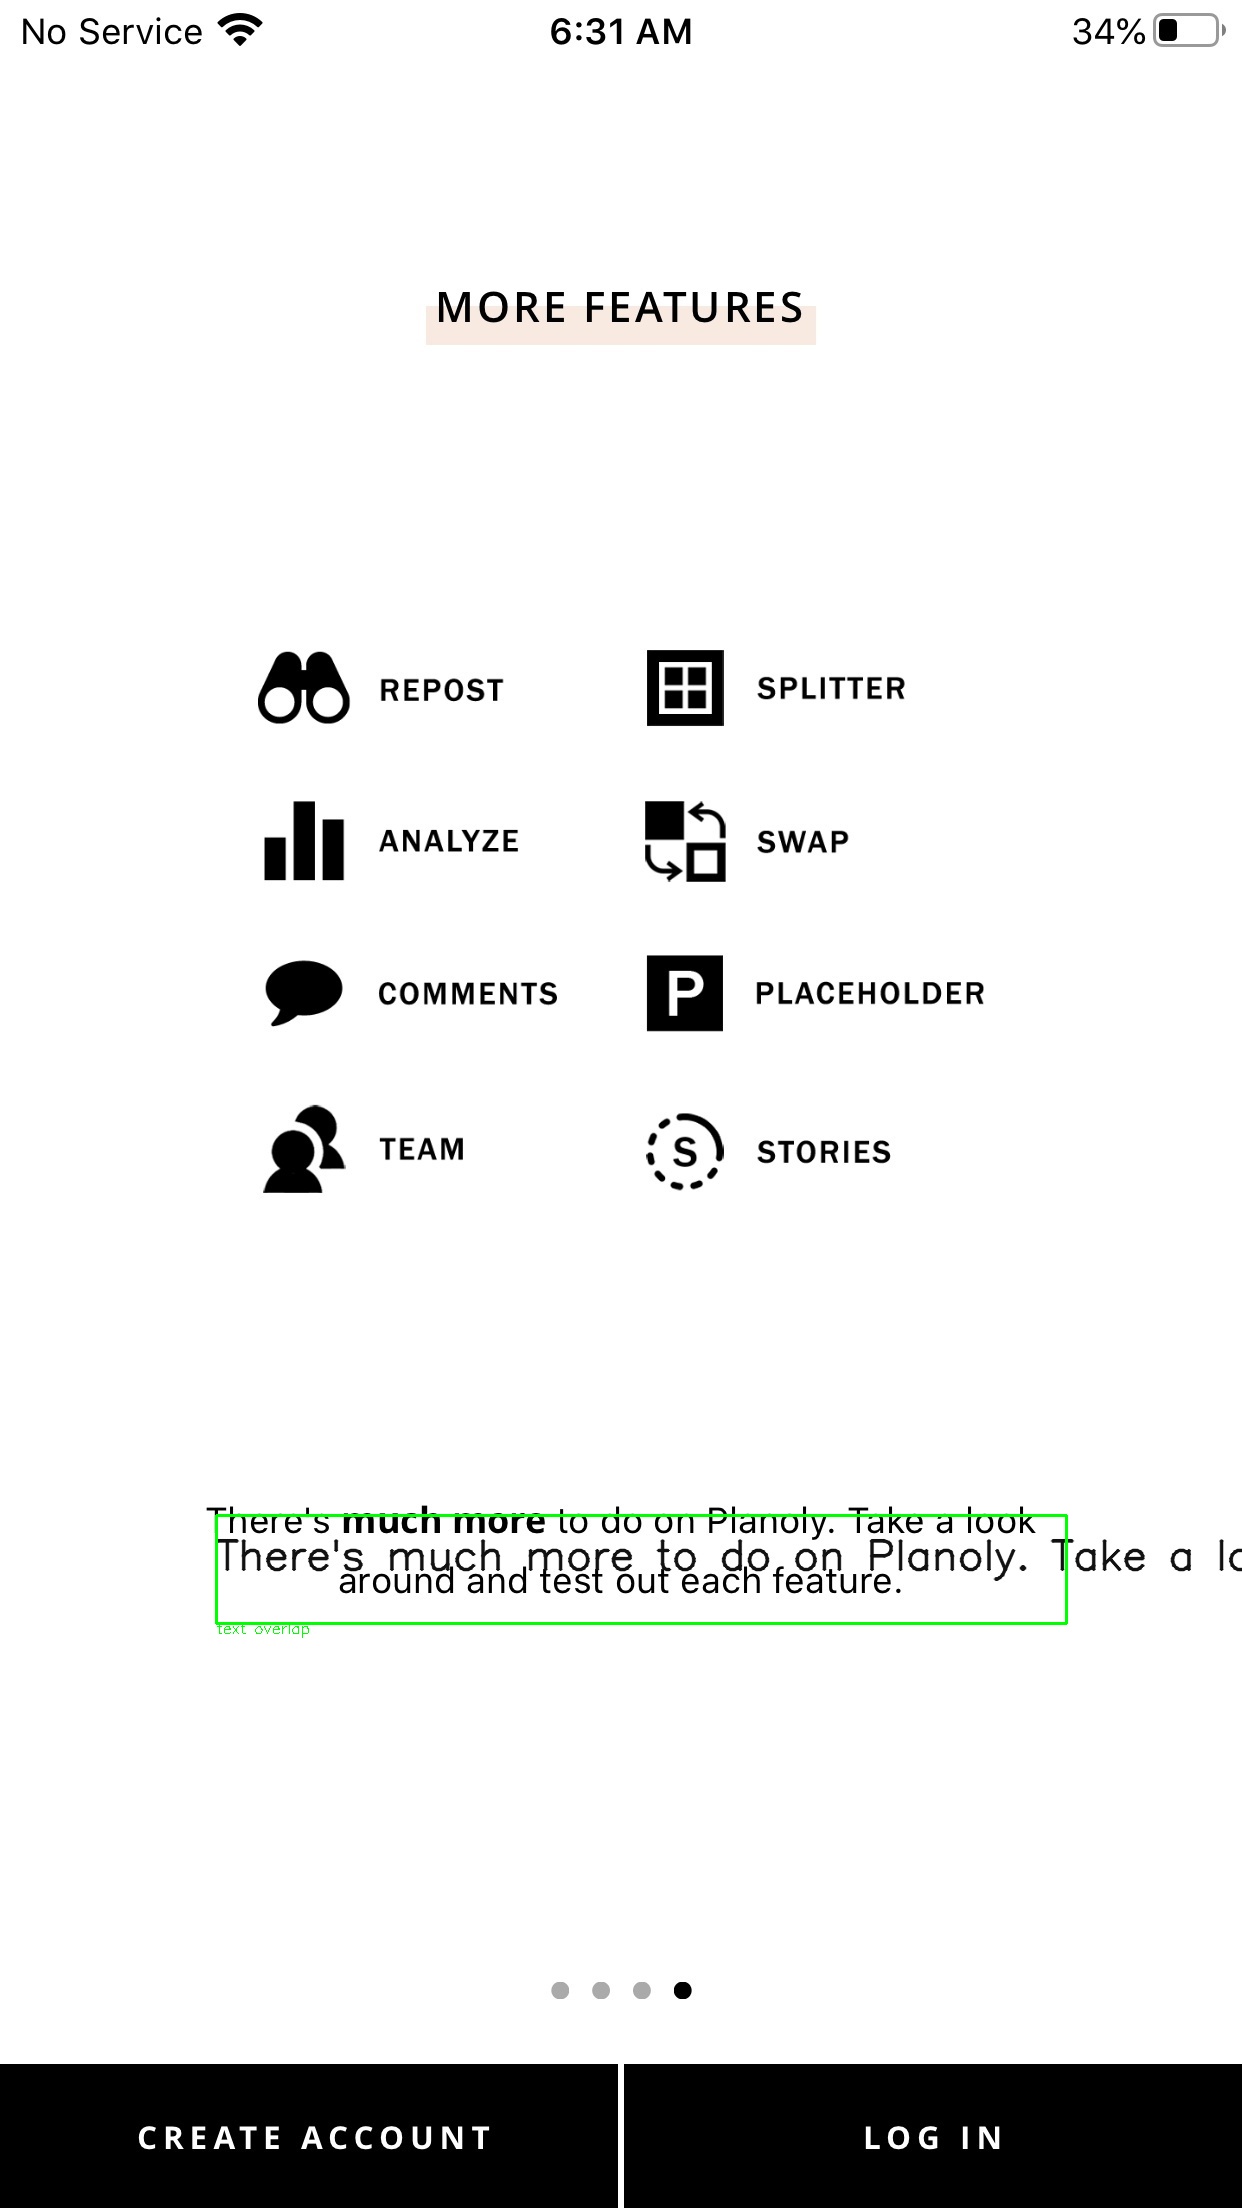 No Service 6:31 AM 34%
MORE FEATURES
REPOST SPLITTER
ANALYZE SWAP
COMMENTS P PLACEHOLDER
TEAM S STORIES
There's much more to do on Planoly. Take a look
There's much more to do on Planoly. Take a lo
around and test out each feature.
text overlap
CREATE ACCOUNT LOG IN